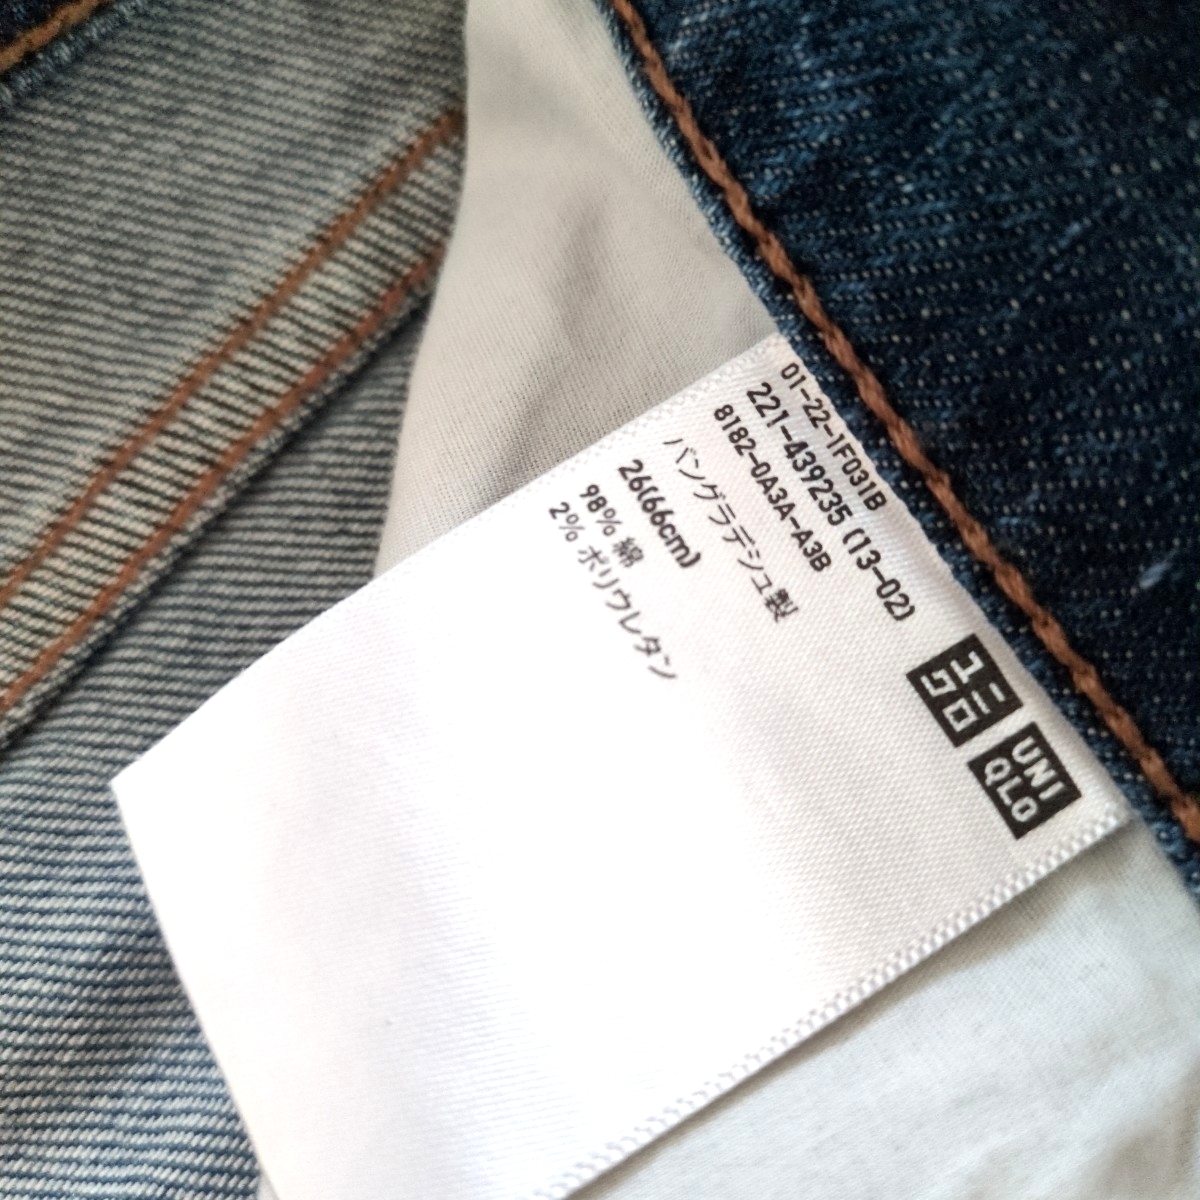 ユニ
クロ
UNI
QLO
01-22-1F031B
221-439235 (13-02)
8182-0A3A-A3B
バングラデシュ製
26(66cm)
98% 綿
2% ポリウレタン